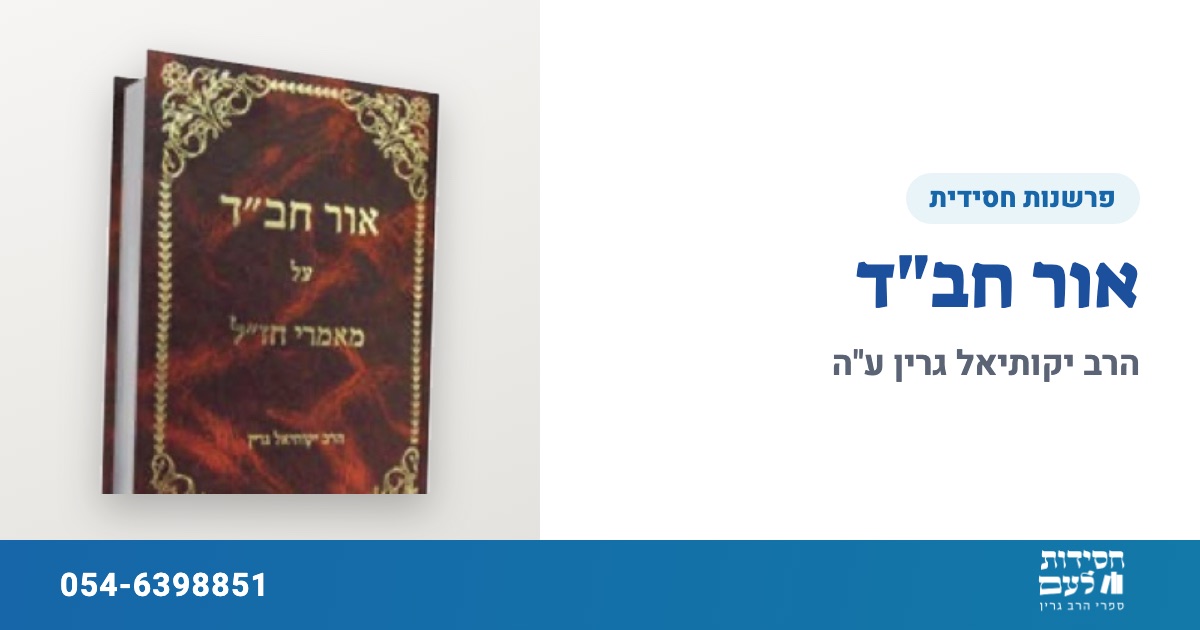 אור חב״ד
על
מאמרי חז״ל
הרב יקותיאל גרין
פרשנות חסידית
אור חב"ד
הרב יקותיאל גרין ע"ה
054-6398851
חסידות
לעם
ספרי הרב גרין